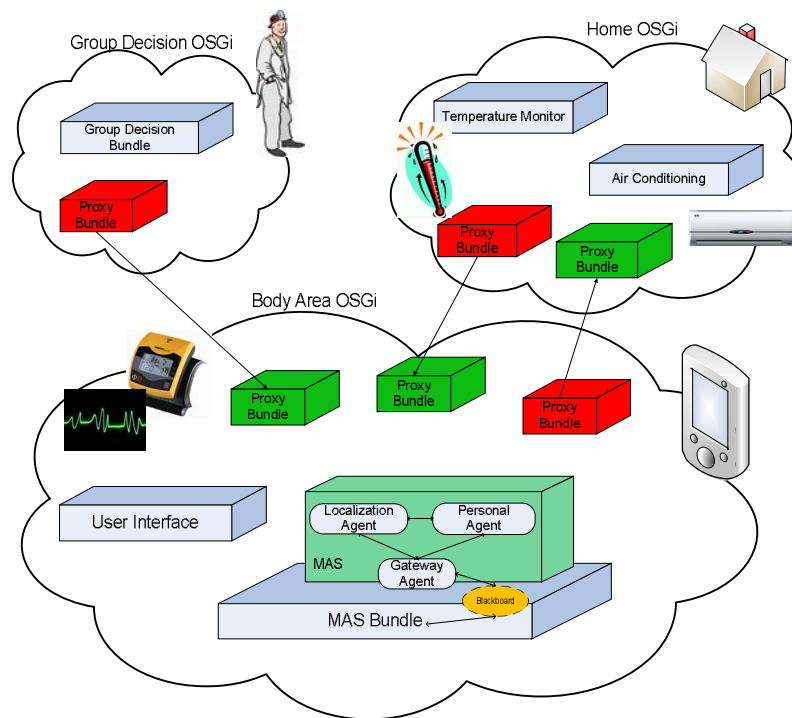 Group Decision OSGi
Home OSGi
Group Decision
Bundle
Temperature Monitor
Air Conditioning
Proxy
Bundle
Proxy
Bundle
Proxy
Bundle
Body Area OSGi
Proxy
Bundle
Proxy
Bundle
Proxy
Bundle
User Interface
Localization
Agent
Personal
Agent
MAS
Gateway
Agent
Blackboard
MAS Bundle